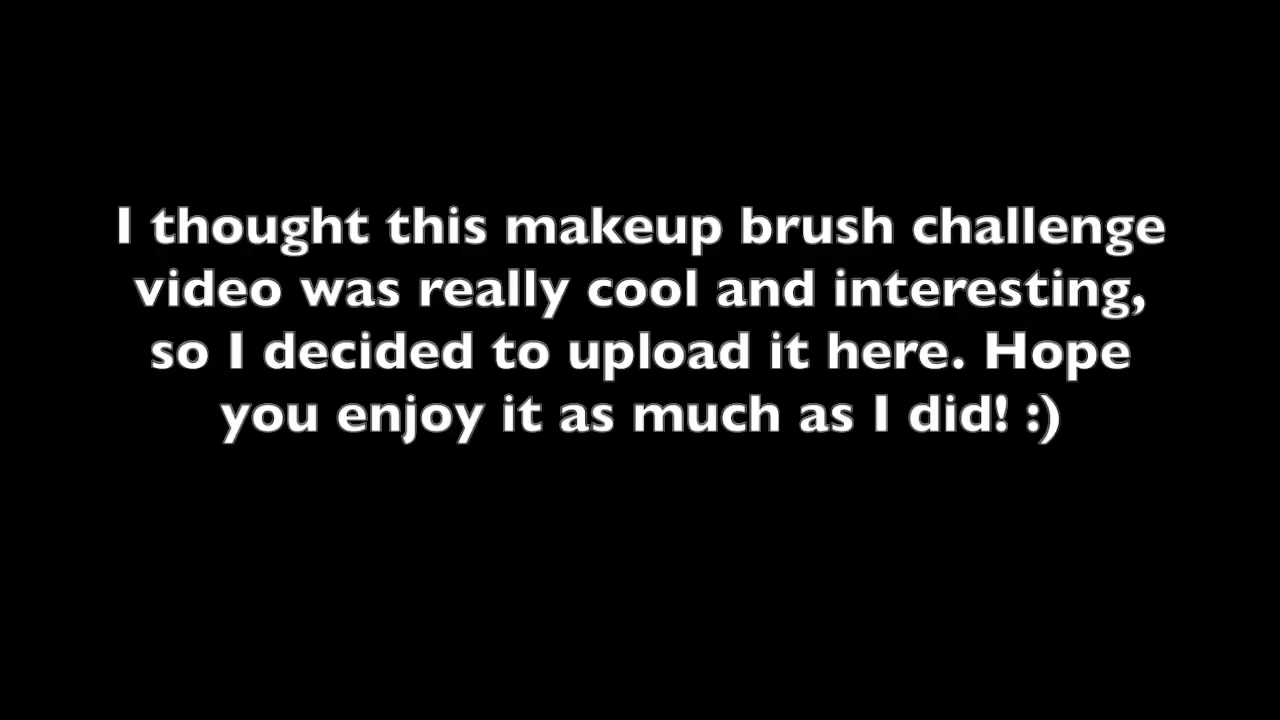 I thought this makeup brush challenge
video was really cool and interesting,
so I decided to upload it here. Hope
you enjoy it as much as I did! :)